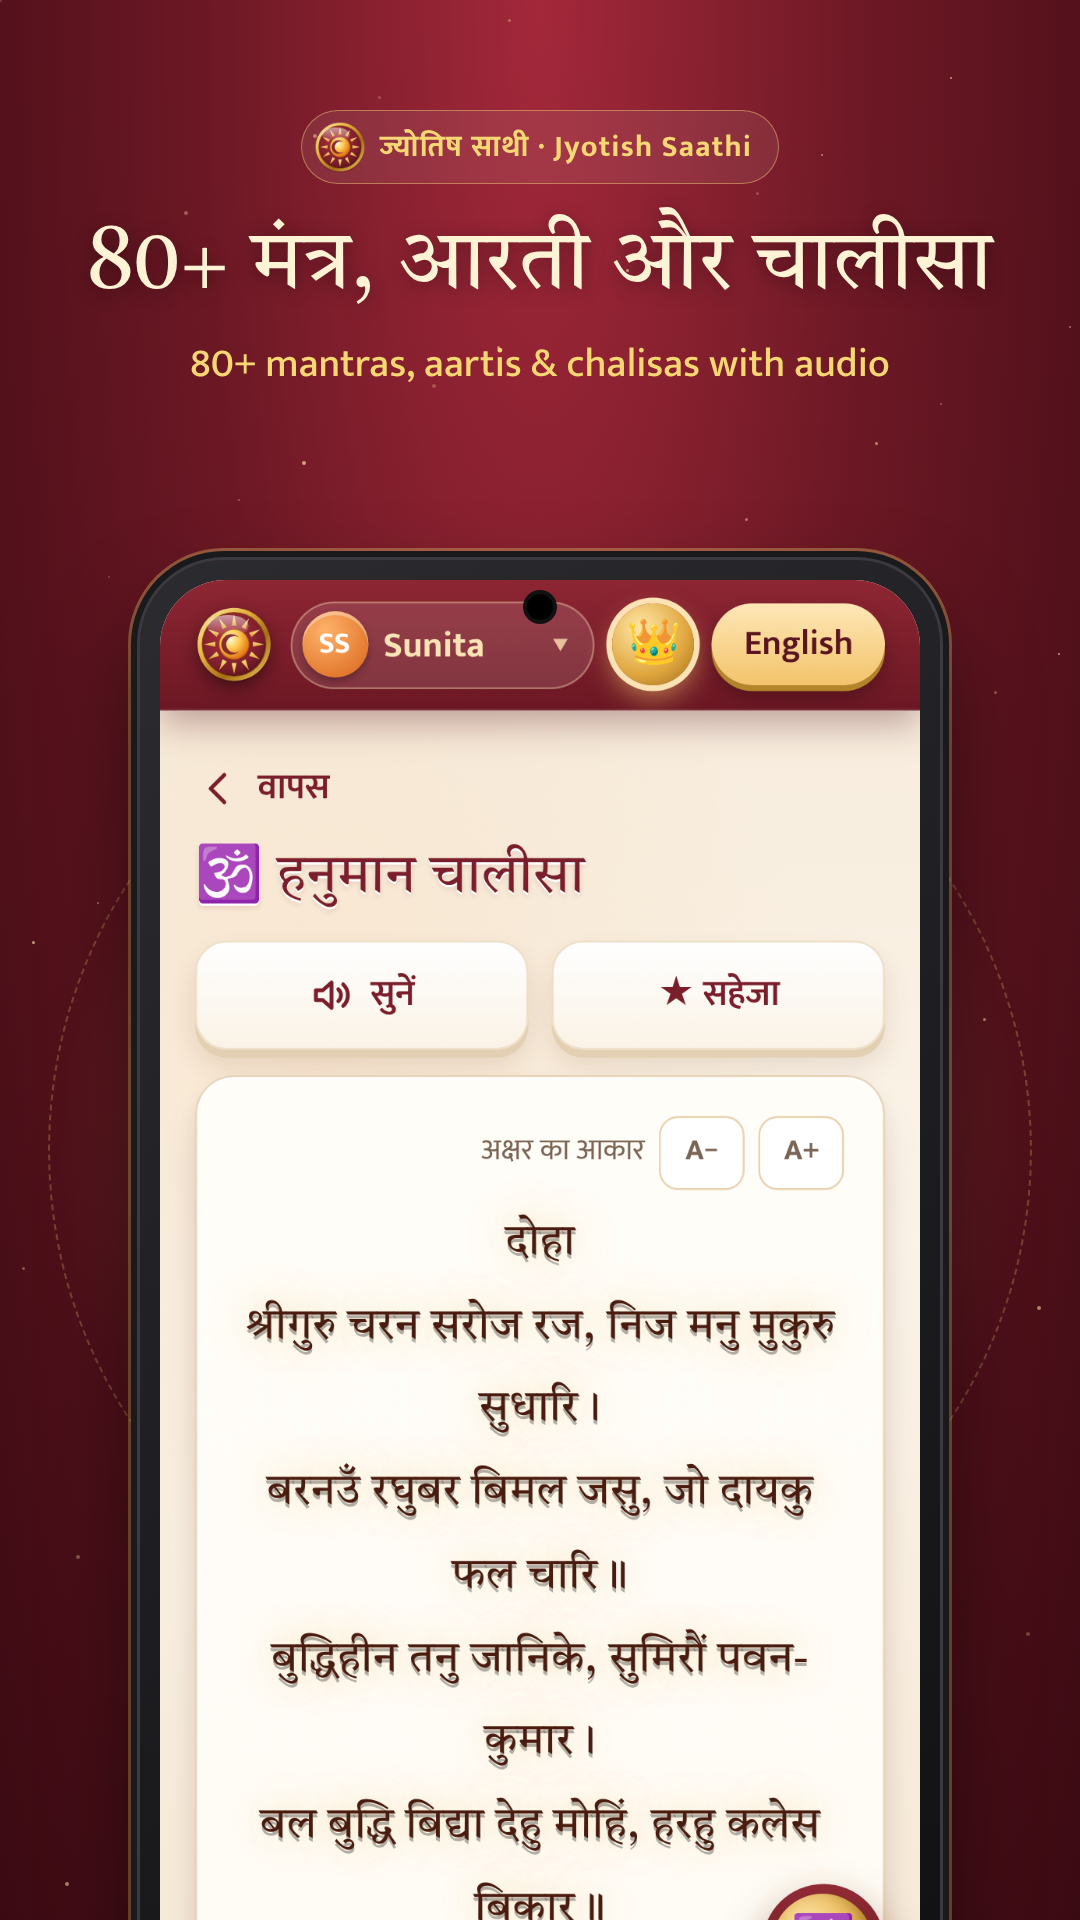 ज्योतिष साथी · Jyotish Saathi
80+ मंत्र, आरती और चालीसा
80+ mantras, aartis & chalisas with audio
SS Sunita ▼ English
वापस
🕉 हनुमान चालीसा
सुनें
★ सहेजा
अक्षर का आकार A− A+
दोहा
श्रीगुरु चरन सरोज रज, निज मनु मुकुरु
सुधारि।
बरनउँ रघुबर बिमल जसु, जो दायकु
फल चारि॥
बुद्धिहीन तनु जानिके, सुमिरौं पवन-
कुमार।
बल बुद्धि बिद्या देहु मोहिं, हरहु कलेस
बिकार॥